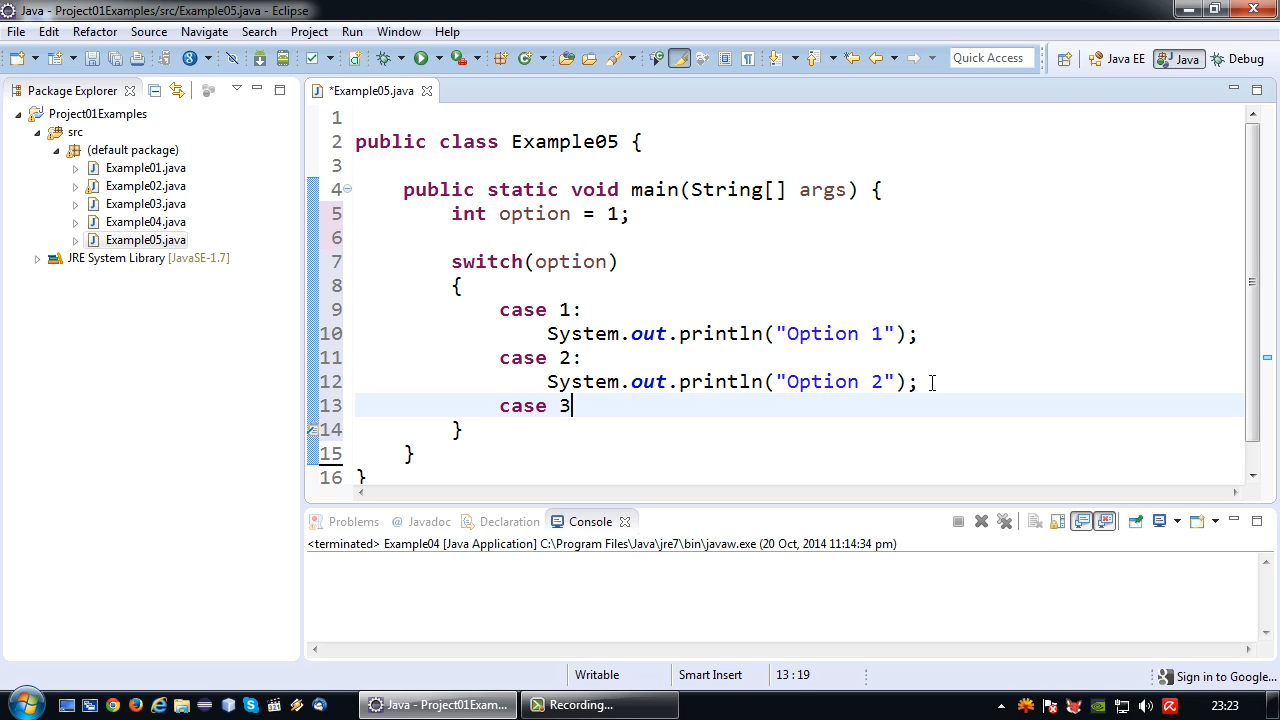 Java - Project01Examples/src/Example05.java - Eclipse
File Edit Refactor Source Navigate Search Project Run Window Help
Quick Access Java EE Java Debug
Package Explorer
Project01Examples
src
(default package)
Example01.java
Example02.java
Example03.java
Example04.java
Example05.java
JRE System Library [JavaSE-1.7]
*Example05.java
1
2 public class Example05 {
3
4 public static void main(String[] args) {
5 int option = 1;
6
7 switch(option)
8 {
9 case 1:
10 System.out.println("Option 1");
11 case 2:
12 System.out.println("Option 2");
13 case 3
14 }
15 }
16 }
Problems @ Javadoc Declaration Console
<terminated> Example04 [Java Application] C:\Program Files\Java\jre7\bin\javaw.exe (20 Oct, 2014 11:14:34 pm)
Writable Smart Insert 13:19 Sign in to Google...
Java - Project01Exam... Recording... 23:23